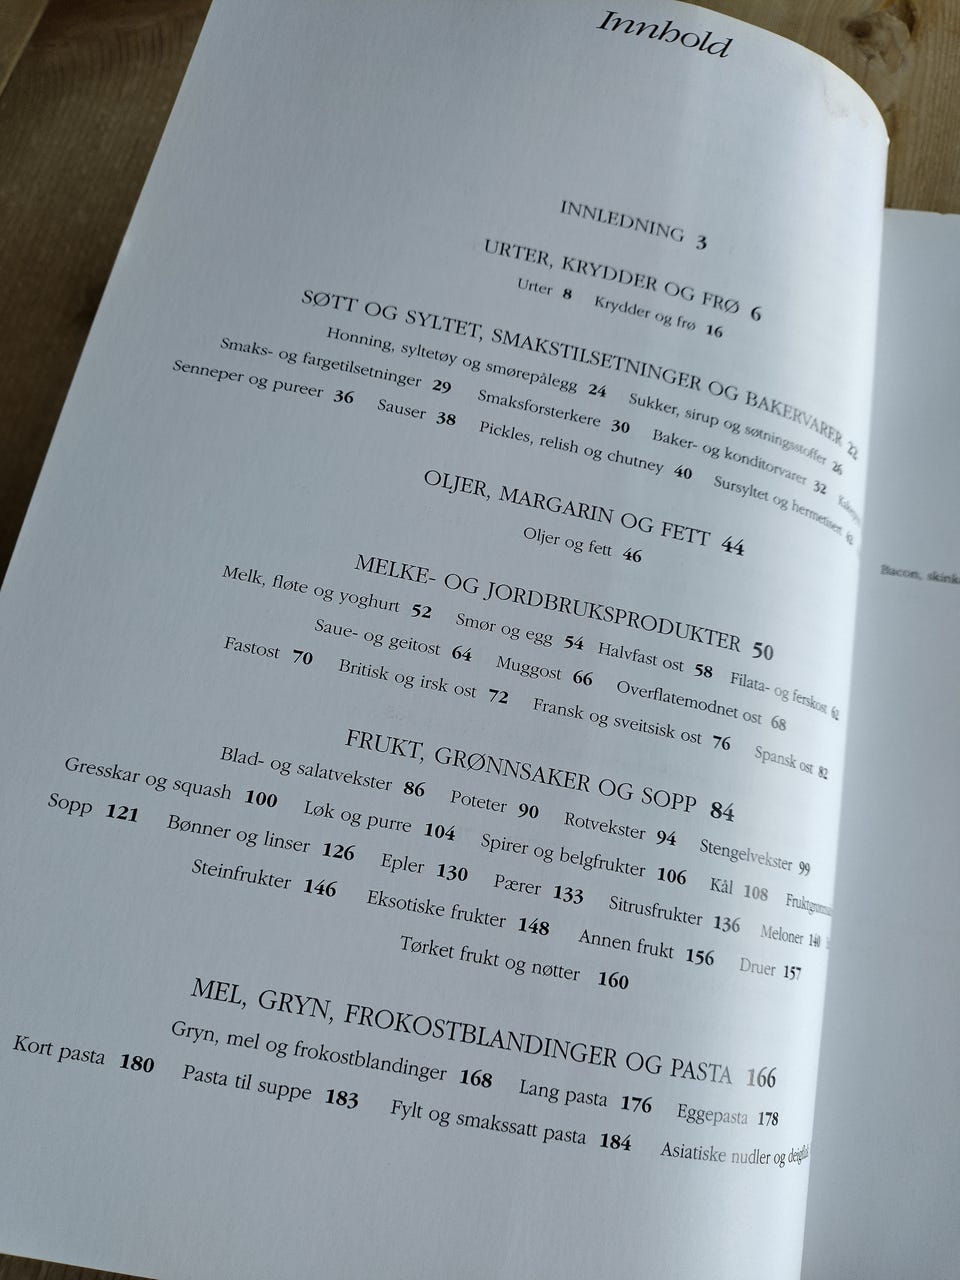 Innhold
INNLEDNING 3
URTER, KRYDDER OG FRØ 6
Urter 8 Krydder og frø 16
SØTT OG SYLTET, SMAKSTILSETNINGER OG BAKERVARER 22
Honning, syltetøy og smørepålegg 24 Sukker, sirup og søtningsstoffer 26
Smaks- og fargetilsetninger 29 Smaksforsterkere 30 Baker- og konditorvarer 32
Senneper og pureer 36 Sauser 38 Pickles, relish og chutney 40 Sursyltet og hermetisert 42
OLJER, MARGARIN OG FETT 44
Oljer og fett 46
MELKE- OG JORDBRUKSPRODUKTER 50
Melk, fløte og yoghurt 52 Smør og egg 54 Halvfast ost 58 Filata- og ferskost 62
Saue- og geitost 64 Muggost 66 Overflatemodnet ost 68
Fastost 70 Britisk og irsk ost 72 Fransk og sveitsisk ost 76 Spansk ost 82
FRUKT, GRØNNSAKER OG SOPP 84
Blad- og salatvekster 86 Poteter 90 Rotvekster 94 Stengelvekster 99
Gresskar og squash 100 Løk og purre 104 Spirer og belgfrukter 106 Kål 108
Sopp 121 Bønner og linser 126 Epler 130 Pærer 133 Sitrusfrukter 136 Meloner 140
Steinfrukter 146 Eksotiske frukter 148 Annen frukt 156 Druer 157
Tørket frukt og nøtter 160
MEL, GRYN, FROKOSTBLANDINGER OG PASTA 166
Gryn, mel og frokostblandinger 168 Lang pasta 176 Eggepasta 178
Kort pasta 180 Pasta til suppe 183 Fylt og smakssatt pasta 184 Asiatiske nudler og
Bacon,